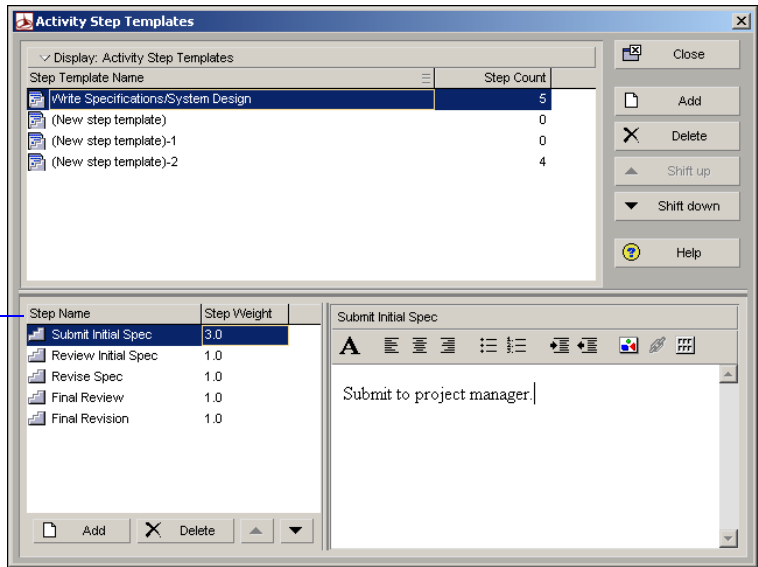 Activity Step Templates
Display: Activity Step Templates
Close
Step Template Name Step Count
Write Specifications/System Design 5
Add
(New step template) 0
(New step template)-1 0
Delete
(New step template)-2 4
Shift up
Shift down
Help
Step Name Step Weight
Submit Initial Spec 3.0
Review Initial Spec 1.0
Revise Spec 1.0
Final Review 1.0
Final Revision 1.0
Add Delete
Submit Initial Spec
A
Submit to project manager.